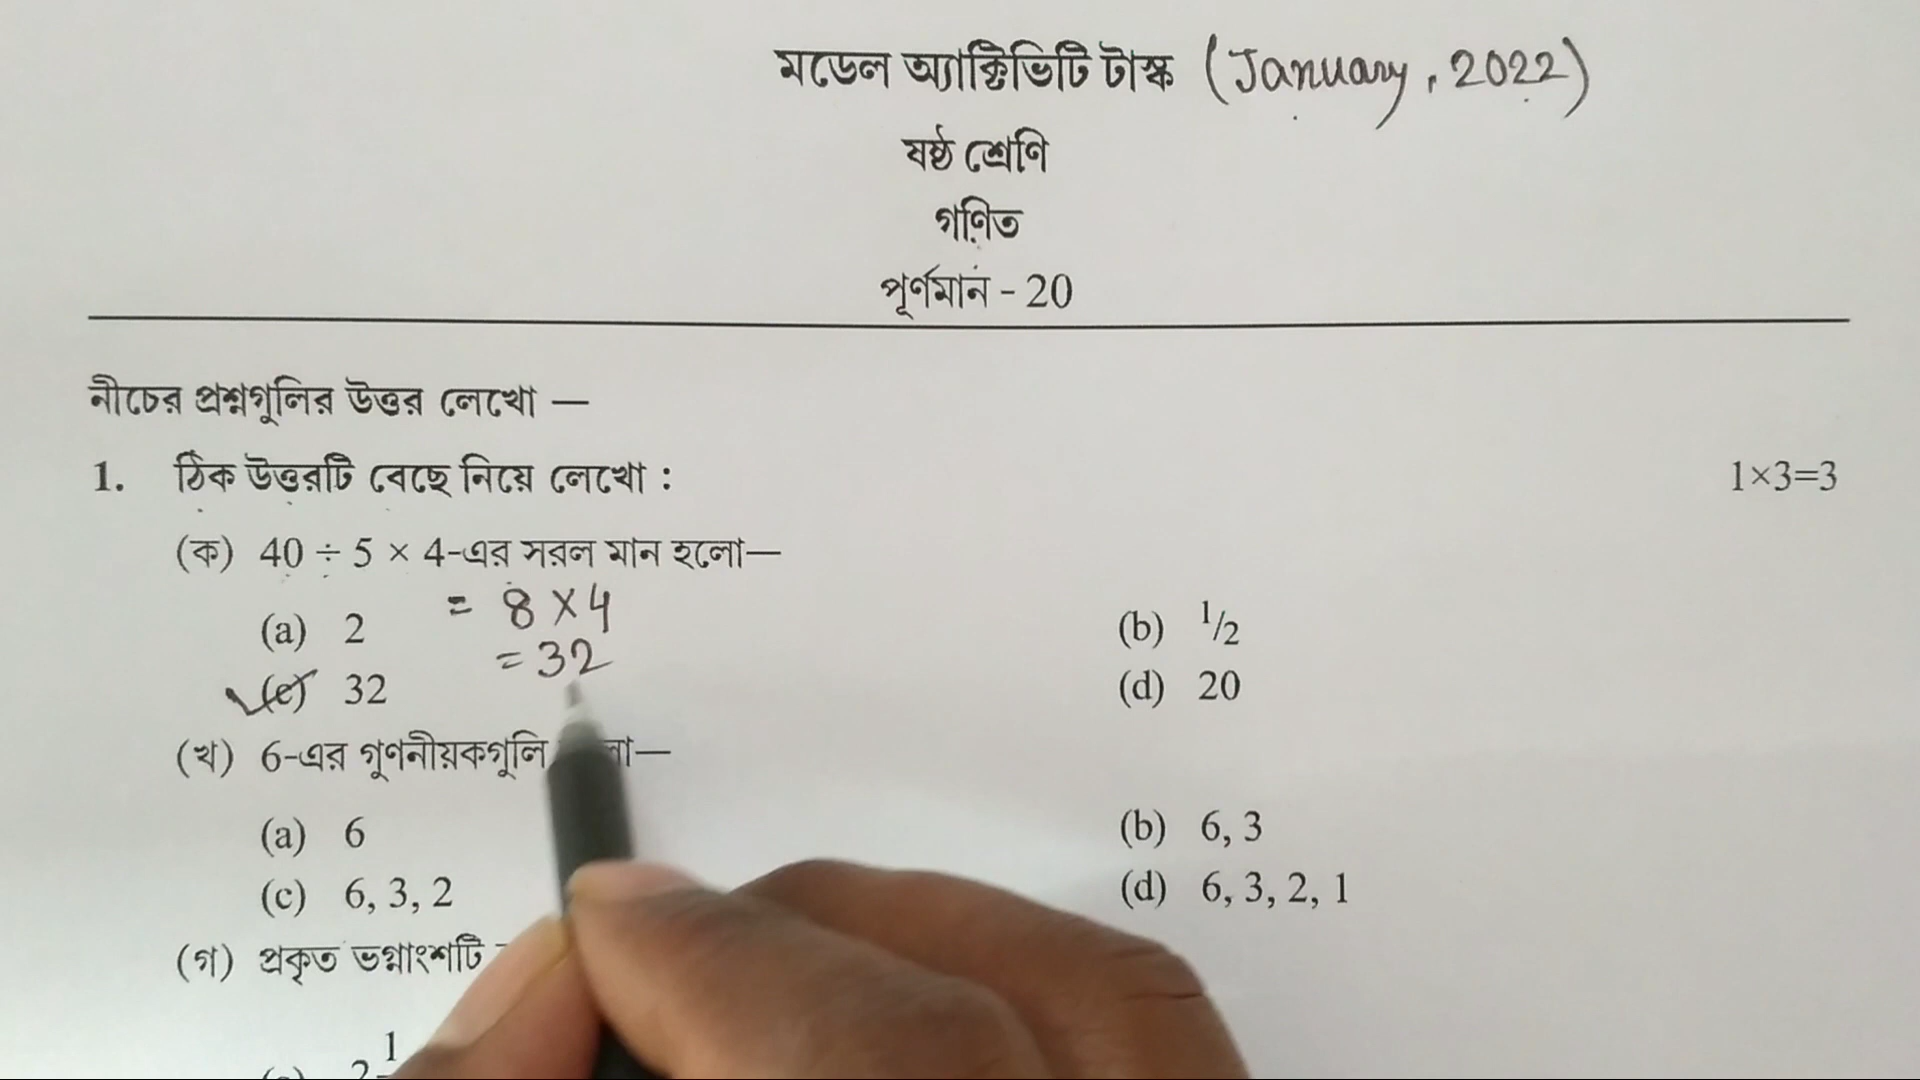 মডেল অ্যাক্টিভিটি টাস্ক (January, 2022)
ষষ্ঠ শ্রেণি
গণিত
পূর্ণমান - 20
নীচের প্রশ্নগুলির উত্তর লেখো —
1. ঠিক উত্তরটি বেছে নিয়ে লেখো : 1×3=3
(ক) 40 ÷ 5 × 4-এর সরল মান হলো—
= 8 × 4
(a) 2 (b) 1/2
= 32
(c) 32 (d) 20
(খ) 6-এর গুণনীয়কগুলি
(a) 6 (b) 6, 3
(c) 6, 3, 2 (d) 6, 3, 2, 1
(গ) প্রকৃত ভগ্নাংশটি